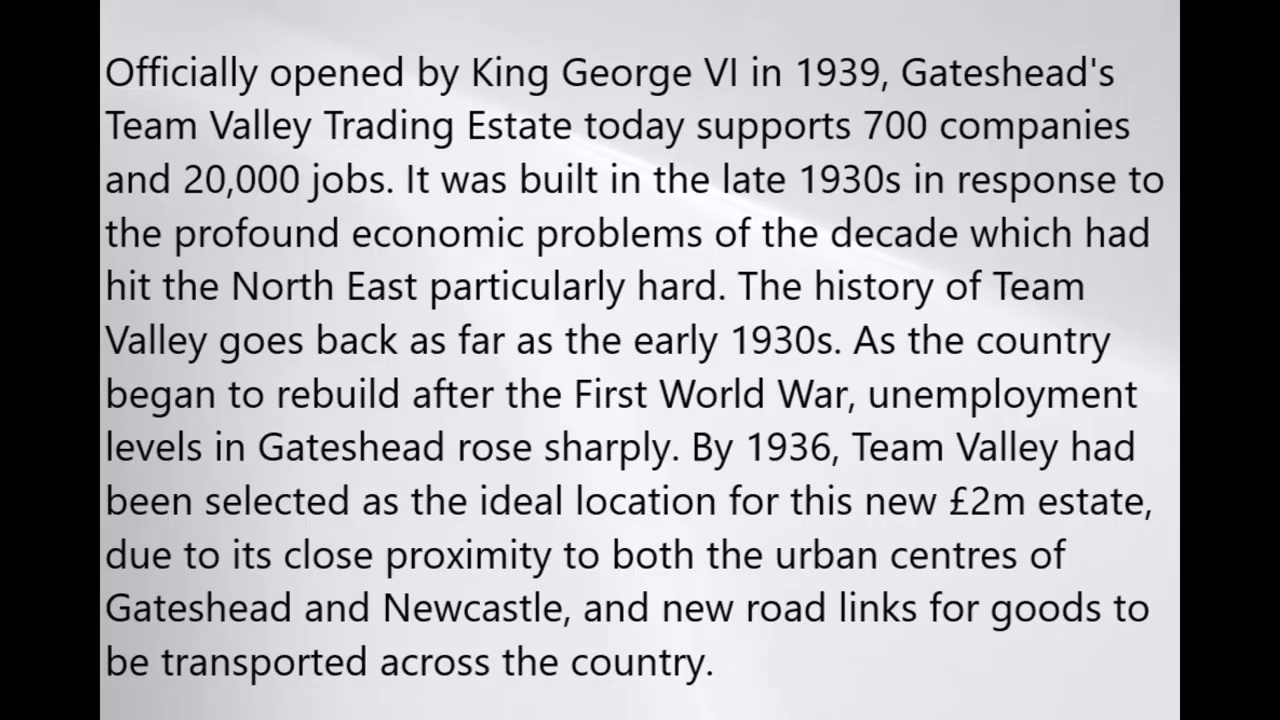 Officially opened by King George VI in 1939, Gateshead's
Team Valley Trading Estate today supports 700 companies
and 20,000 jobs. It was built in the late 1930s in response to
the profound economic problems of the decade which had
hit the North East particularly hard. The history of Team
Valley goes back as far as the early 1930s. As the country
began to rebuild after the First World War, unemployment
levels in Gateshead rose sharply. By 1936, Team Valley had
been selected as the ideal location for this new £2m estate,
due to its close proximity to both the urban centres of
Gateshead and Newcastle, and new road links for goods to
be transported across the country.